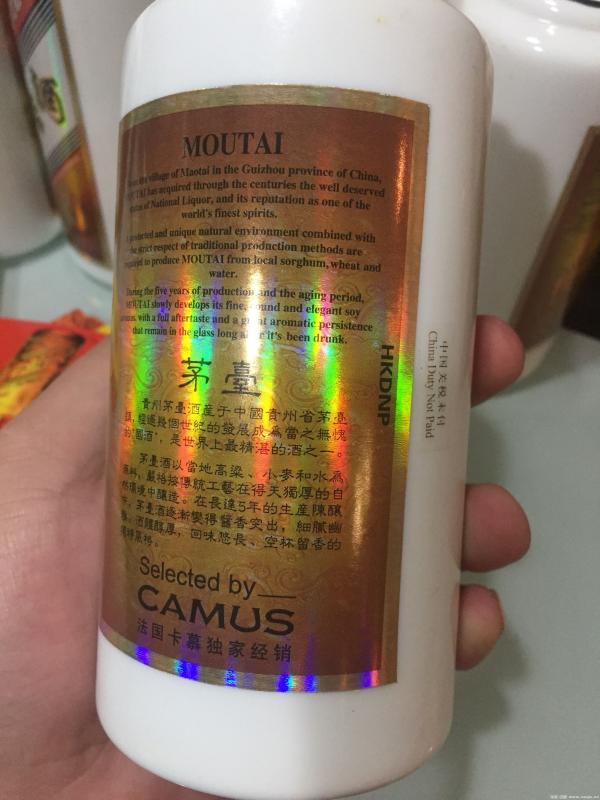 MOUTAI
village of Maotai in the Guizhou province of China,
has acquired through the centuries the well deserved
of National Liquor, and its reputation as one of the
world's finest spirits.
and unique natural environment combined with
the strict respect of traditional production methods are
to produce MOUTAI from local sorghum, wheat and
water.
During the five years of production and the aging period,
MOUTAI slowly develops its fine, round and elegant soy
with a full aftertaste and a great aromatic persistence
that remain in the glass long after it's been drunk.
茅臺
貴州茅臺酒産于中國貴州省茅臺
鎮,經過幾個世紀的發展成爲當之無愧
的"國酒",是世界上最精湛的酒之一。
茅臺酒以當地高粱、小麥和水爲
原料,嚴格按傳統工藝在得天獨厚的自
然環境中釀造。在長達5年的生産陳釀
中,茅臺酒逐漸變得醬香突出,細膩幽
雅,酒體醇厚,回味悠長、空杯留香的
獨特風格。
Selected by
CAMUS
法国卡慕独家经销
HKDNP
中国关税未付
China Duty Not Paid